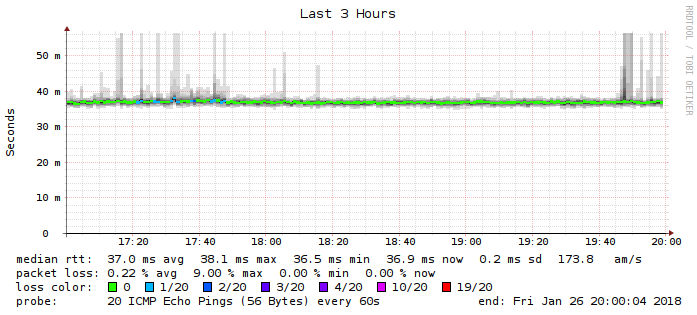 Last 3 Hours
RRDTOOL / TOBI OETIKER
Seconds
50 m
40 m
30 m
20 m
10 m
0
17:20 17:40 18:00 18:20 18:40 19:00 19:20 19:40 20:00
median rtt: 37.0 ms avg 38.1 ms max 36.5 ms min 36.9 ms now 0.2 ms sd 173.8 am/s
packet loss: 0.22 % avg 9.00 % max 0.00 % min 0.00 % now
loss color: 0 1/20 2/20 3/20 4/20 10/20 19/20
probe: 20 ICMP Echo Pings (56 Bytes) every 60s end: Fri Jan 26 20:00:04 2018